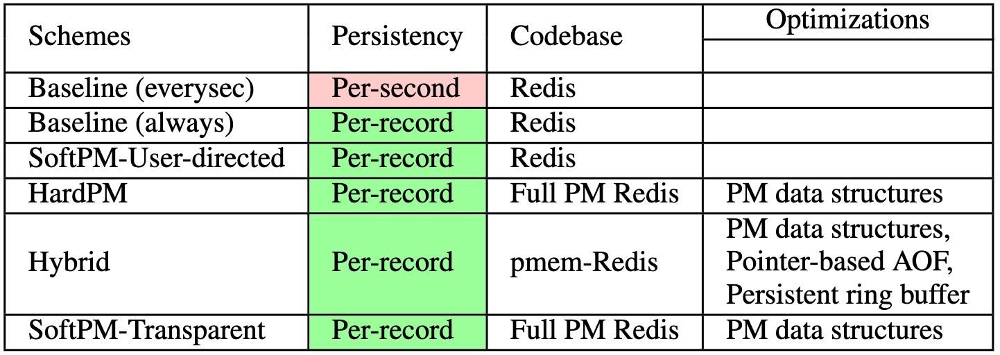 Schemes Persistency Codebase Optimizations
Baseline (everysec) Per-second Redis
Baseline (always) Per-record Redis
SoftPM-User-directed Per-record Redis
HardPM Per-record Full PM Redis PM data structures
Hybrid Per-record pmem-Redis PM data structures,
Pointer-based AOF,
Persistent ring buffer
SoftPM-Transparent Per-record Full PM Redis PM data structures